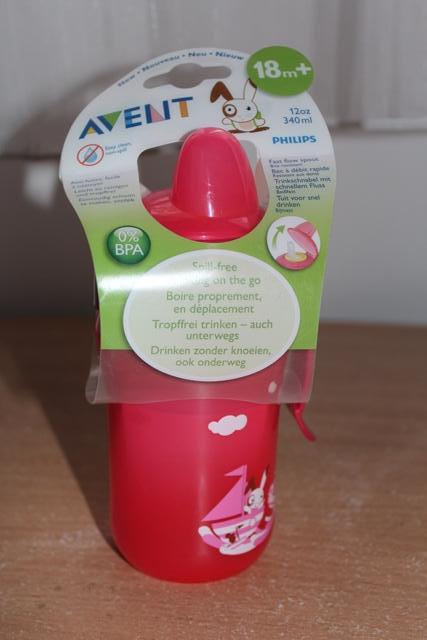 New • Nouveau • Neu • Nieuw
18m+
AVENT
12oz
340ml
PHILIPS
Fast flow spout
Bec à débit rapide
Trinkschnabel mit
schnellem Fluss
Tuit voor snel
drinken
0%
BPA
Spill-free
on the go
Boire proprement,
en déplacement
Tropffrei trinken – auch
unterwegs
Drinken zonder knoeien,
ook onderweg